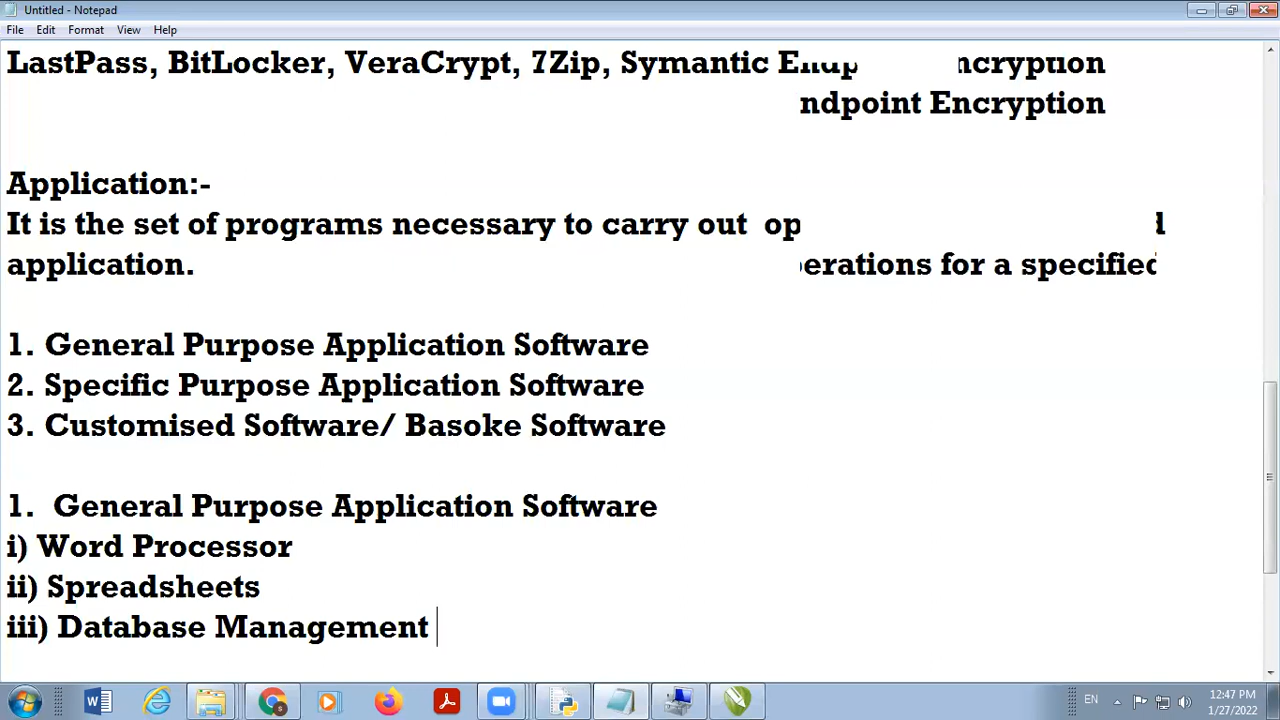 Untitled - Notepad
File Edit Format View Help
LastPass, BitLocker, VeraCrypt, 7Zip, Symantic ncryption
ndpoint Encryption
Application:-
It is the set of programs necessary to carry out op d
application. erations for a specified
1. General Purpose Application Software
2. Specific Purpose Application Software
3. Customised Software/ Basoke Software
1. General Purpose Application Software
i) Word Processor
ii) Spreadsheets
iii) Database Management
EN
12:47 PM
1/27/2022